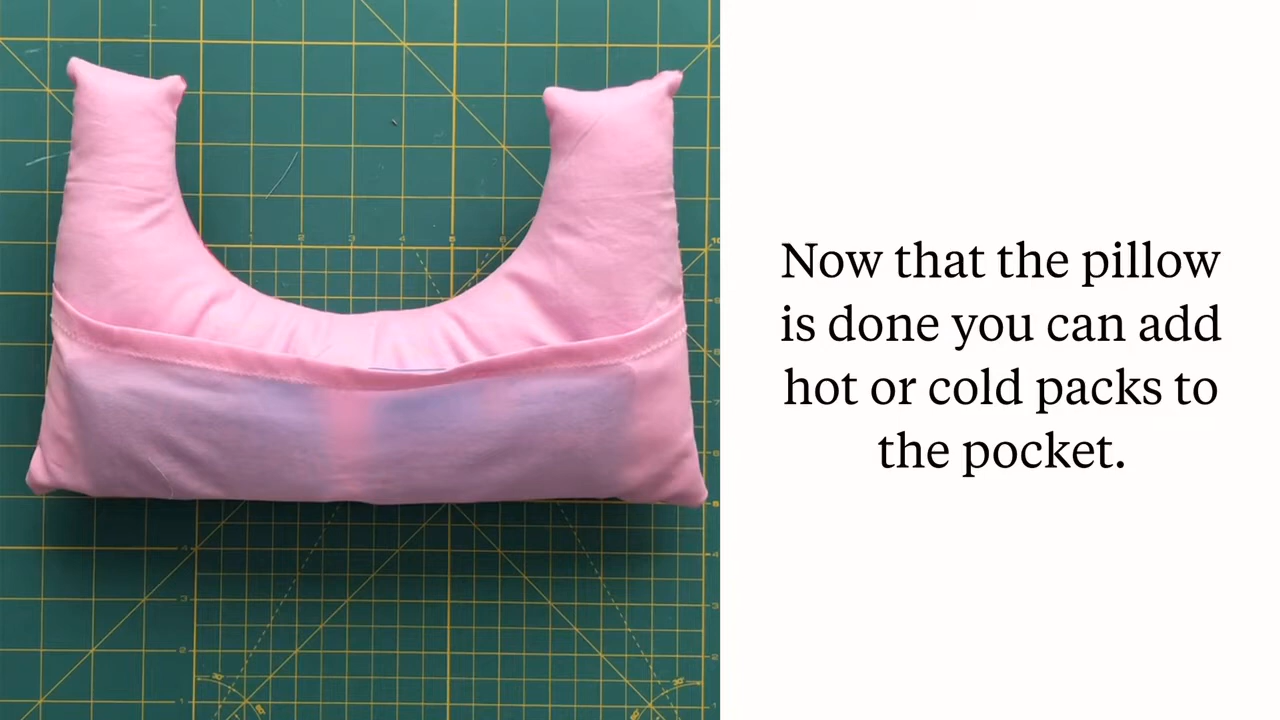 Now that the pillow
is done you can add
hot or cold packs to
the pocket.